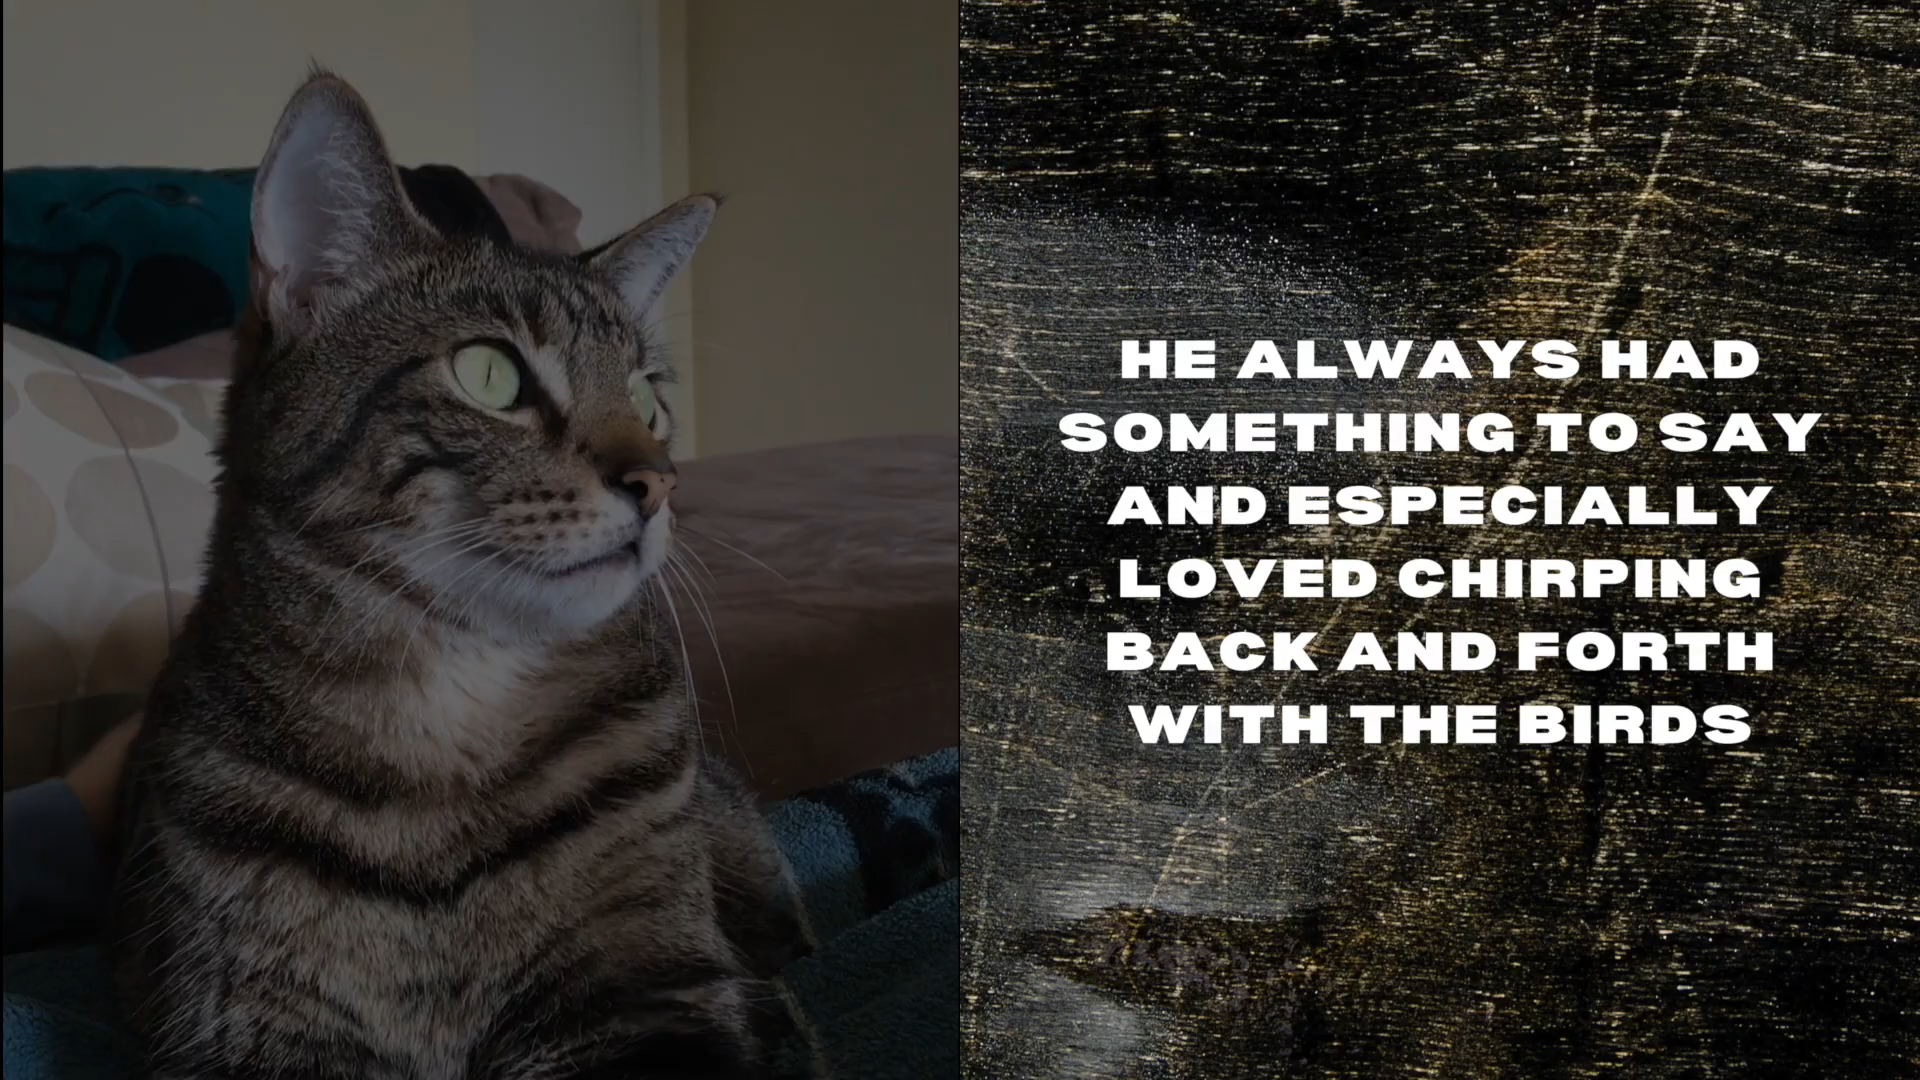 HE ALWAYS HAD
SOMETHING TO SAY
AND ESPECIALLY
LOVED CHIRPING
BACK AND FORTH
WITH THE BIRDS